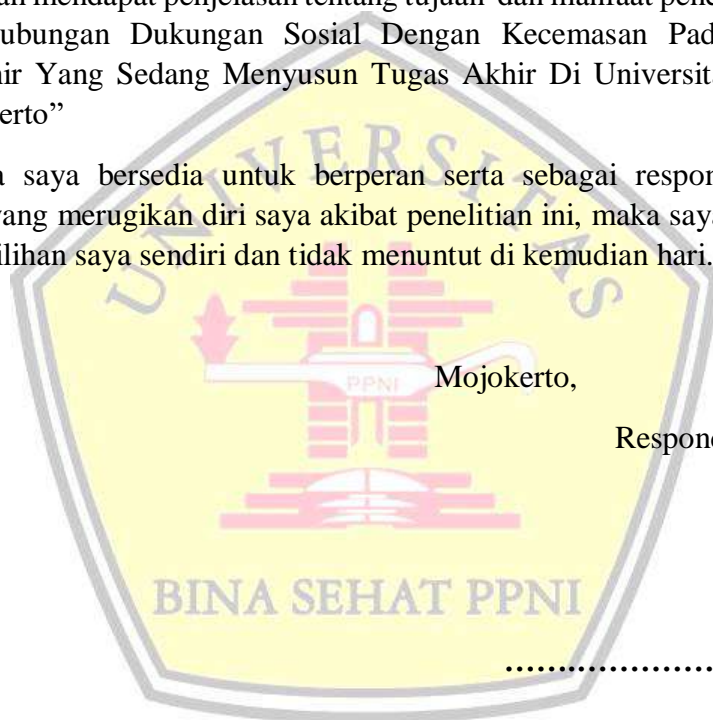 an mendapat penjelasan tentang tujuan dan manfaat pene
ubungan Dukungan Sosial Dengan Kecemasan Pad
ir Yang Sedang Menyusun Tugas Akhir Di Universit
erto”
a saya bersedia untuk berperan serta sebagai respon
yang merugikan diri saya akibat penelitian ini, maka saya
ilihan saya sendiri dan tidak menuntut di kemudian hari.
UNIVERSITAS
PPNI
Mojokerto,
Respon
BINA SEHAT PPNI
…………………